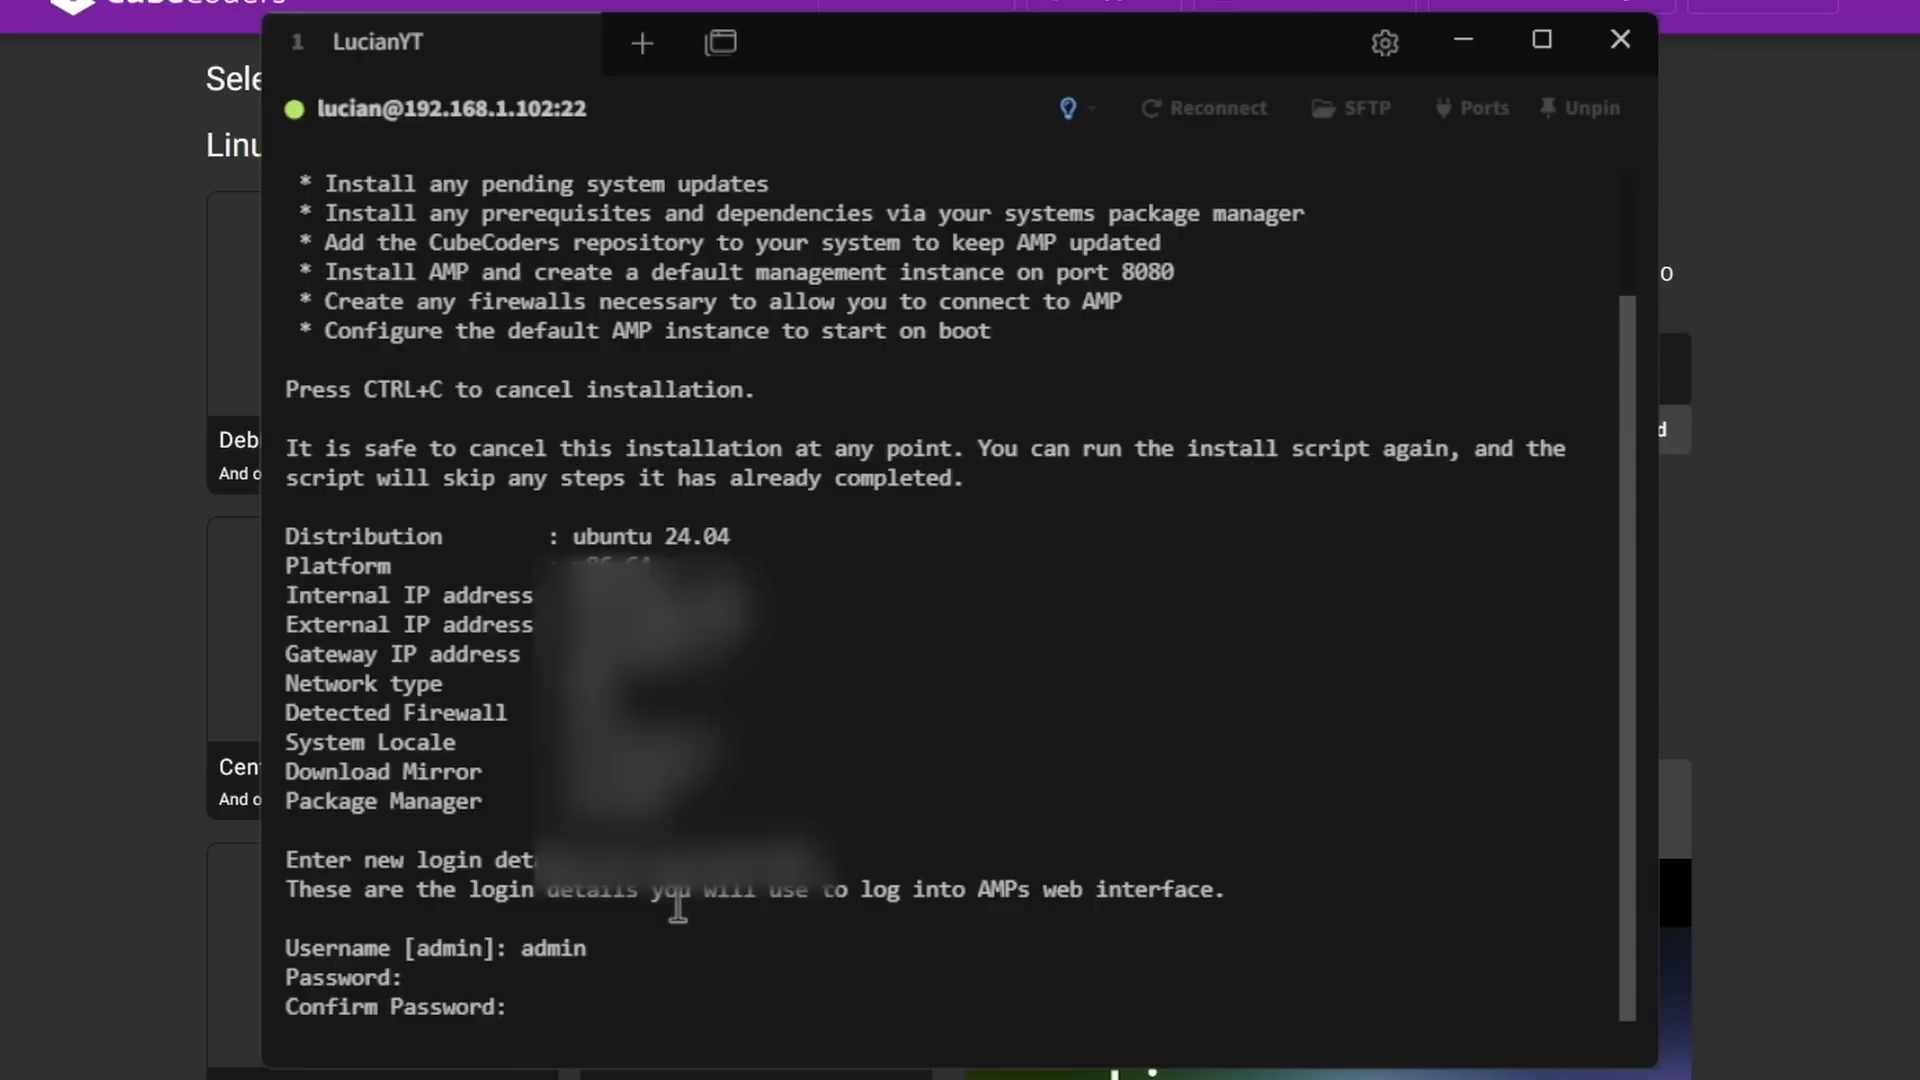 1 LucianYT
Sele
lucian@192.168.1.102:22
Reconnect SFTP Ports Unpin
Linu
* Install any pending system updates
* Install any prerequisites and dependencies via your systems package manager
* Add the CubeCoders repository to your system to keep AMP updated
* Install AMP and create a default management instance on port 8080
* Create any firewalls necessary to allow you to connect to AMP
* Configure the default AMP instance to start on boot
Press CTRL+C to cancel installation.
It is safe to cancel this installation at any point. You can run the install script again, and the
script will skip any steps it has already completed.
Distribution : ubuntu 24.04
Platform
Internal IP address
External IP address
Gateway IP address
Network type
Detected Firewall
System Locale
Download Mirror
Package Manager
Enter new login
These are the login details you will use to log into AMPs web interface.
Username [admin]: admin
Password:
Confirm Password:
Deb
And o
Cen
And o
o
d